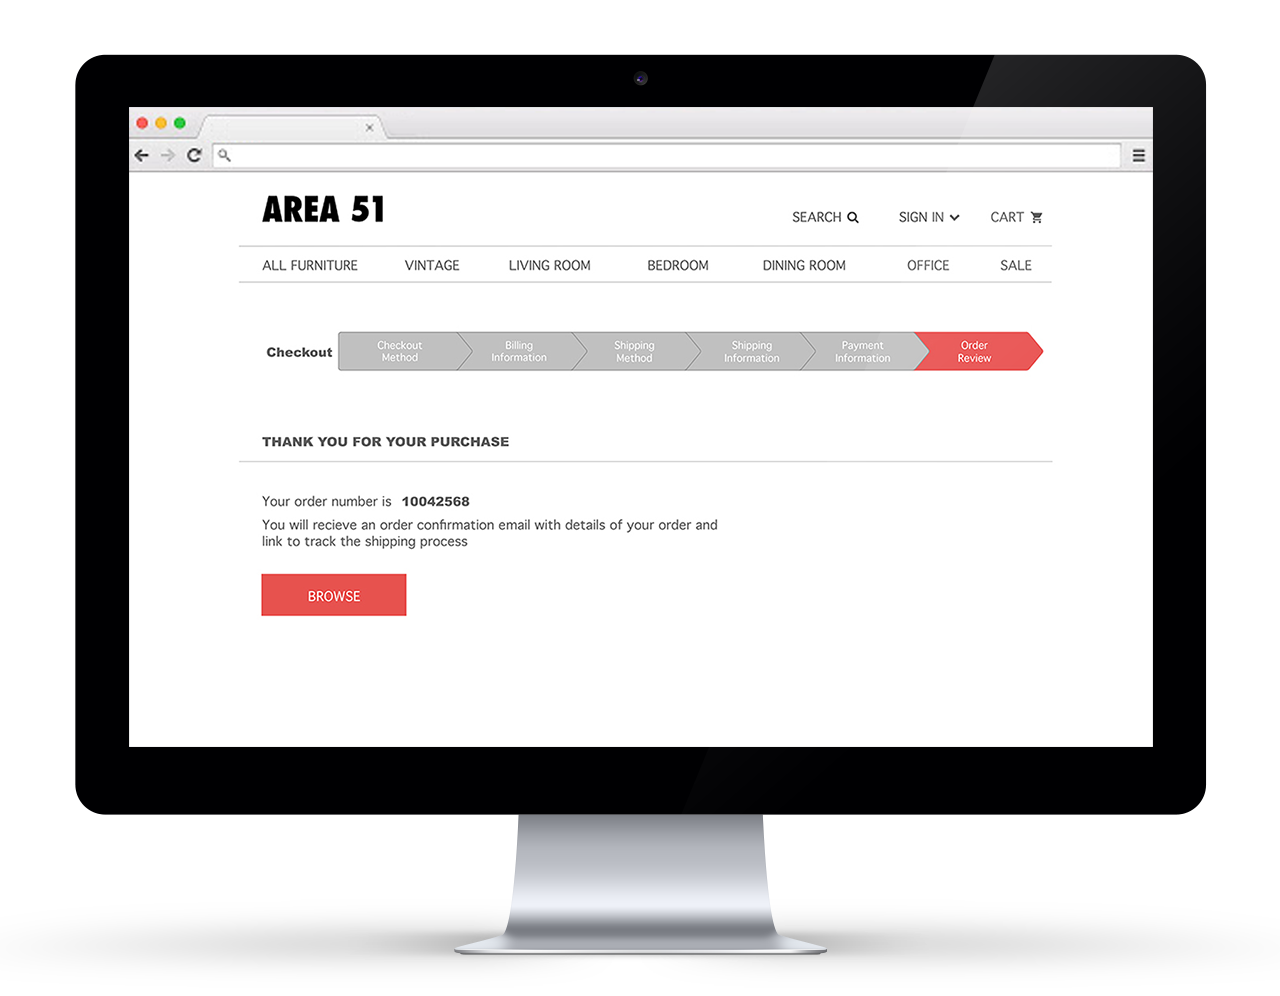 AREA 51
SEARCH SIGN IN CART
ALL FURNITURE VINTAGE LIVING ROOM BEDROOM DINING ROOM OFFICE SALE
Checkout
Checkout
Method
Billing
Information
Shipping
Method
Shipping
Information
Payment
Information
Order
Review
THANK YOU FOR YOUR PURCHASE
Your order number is 10042568
You will recieve an order confirmation email with details of your order and
link to track the shipping process
BROWSE